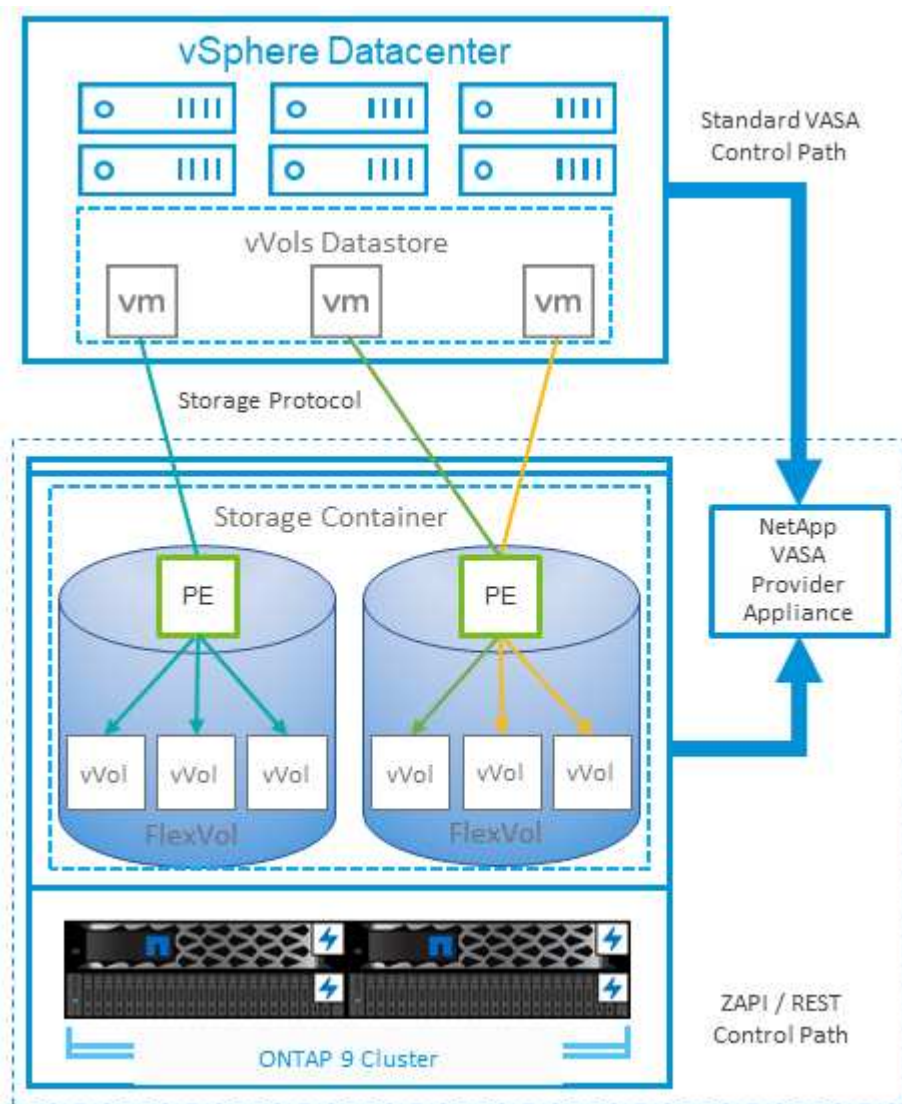 vSphere Datacenter
Standard VASA
Control Path
vVols Datastore
vm
vm
vm
Storage Protocol
Storage Container
NetApp
VASA
Provider
Appliance
PE
PE
vVol
vVol
vVol
vVol
vVol
vVol
FlexVol
FlexVol
ZAPI / REST
Control Path
ONTAP 9 Cluster